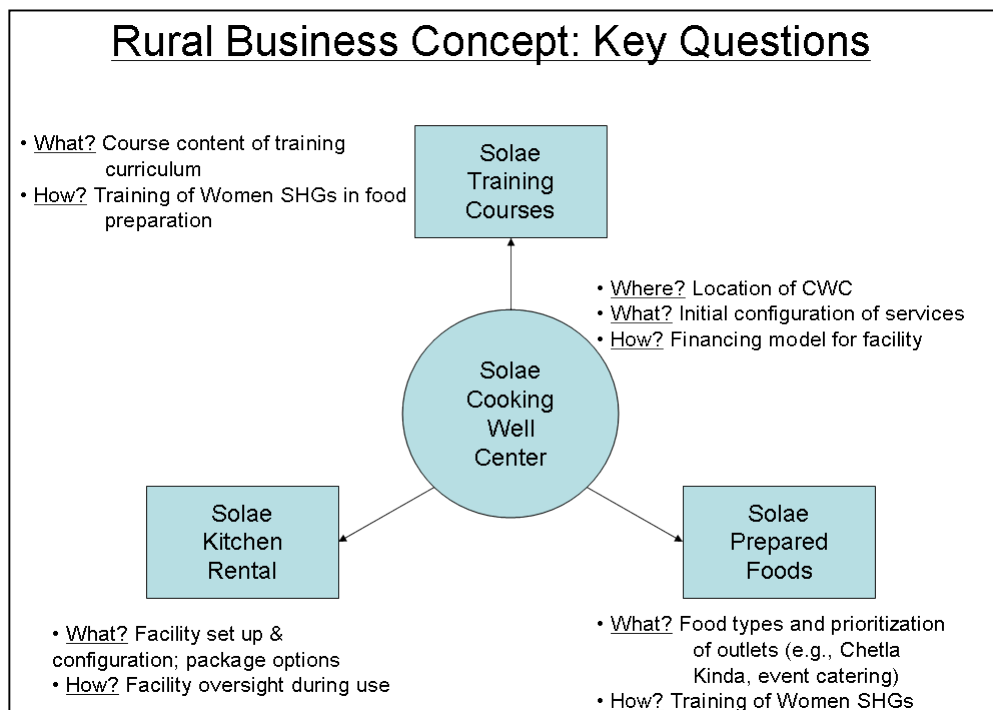 Rural Business Concept: Key Questions
• What? Course content of training
curriculum
• How? Training of Women SHGs in food
preparation
Solae
Training
Courses
• Where? Location of CWC
• What? Initial configuration of services
• How? Financing model for facility
Solae
Cooking
Well
Center
Solae
Kitchen
Rental
Solae
Prepared
Foods
• What? Facility set up &
configuration; package options
• How? Facility oversight during use
• What? Food types and prioritization
of outlets (e.g., Chetla
Kinda, event catering)
• How? Training of Women SHGs